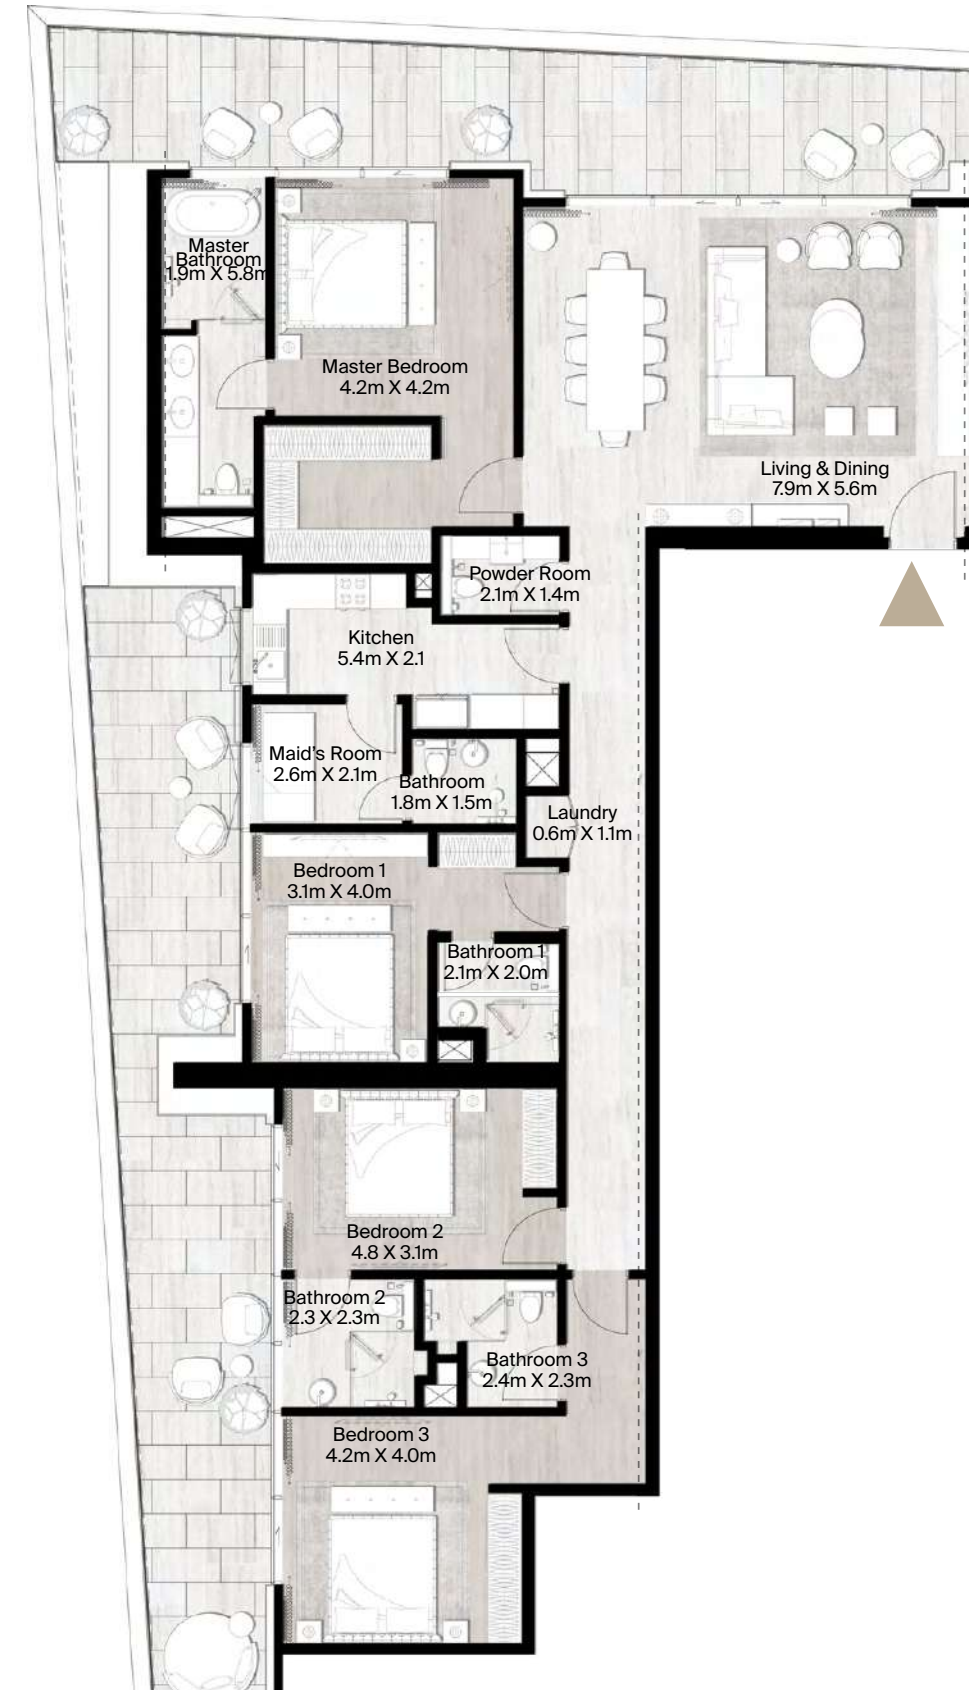 Master
Bathroom
1.9m X 5.8m
Master Bedroom
4.2m X 4.2m
Living & Dining
7.9m X 5.6m
Powder Room
2.1m X 1.4m
Kitchen
5.4m X 2.1
Maid's Room
2.6m X 2.1m
Bathroom
1.8m X 1.5m
Laundry
0.6m X 1.1m
Bedroom 1
3.1m X 4.0m
Bathroom 1
2.1m X 2.0m
Bedroom 2
4.8 X 3.1m
Bathroom 2
2.3 X 2.3m
Bathroom 3
2.4m X 2.3m
Bedroom 3
4.2m X 4.0m